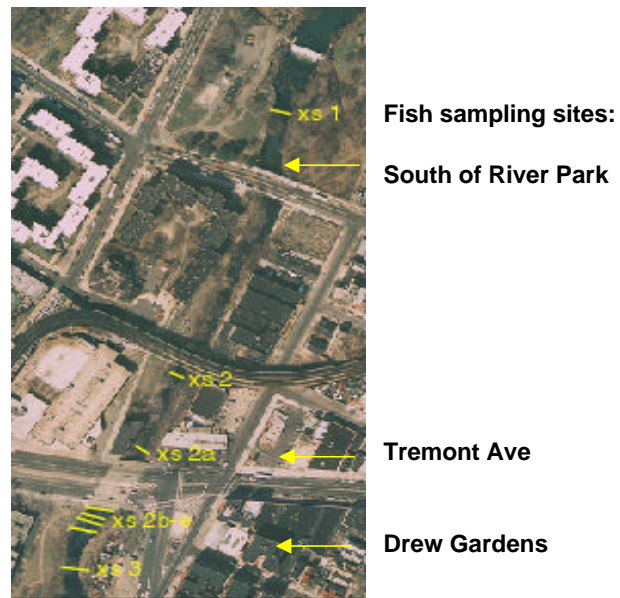 xs 1
Fish sampling sites:
South of River Park
xs 2
xs 2a
Tremont Ave
xs 2b-e
Drew Gardens
xs 3